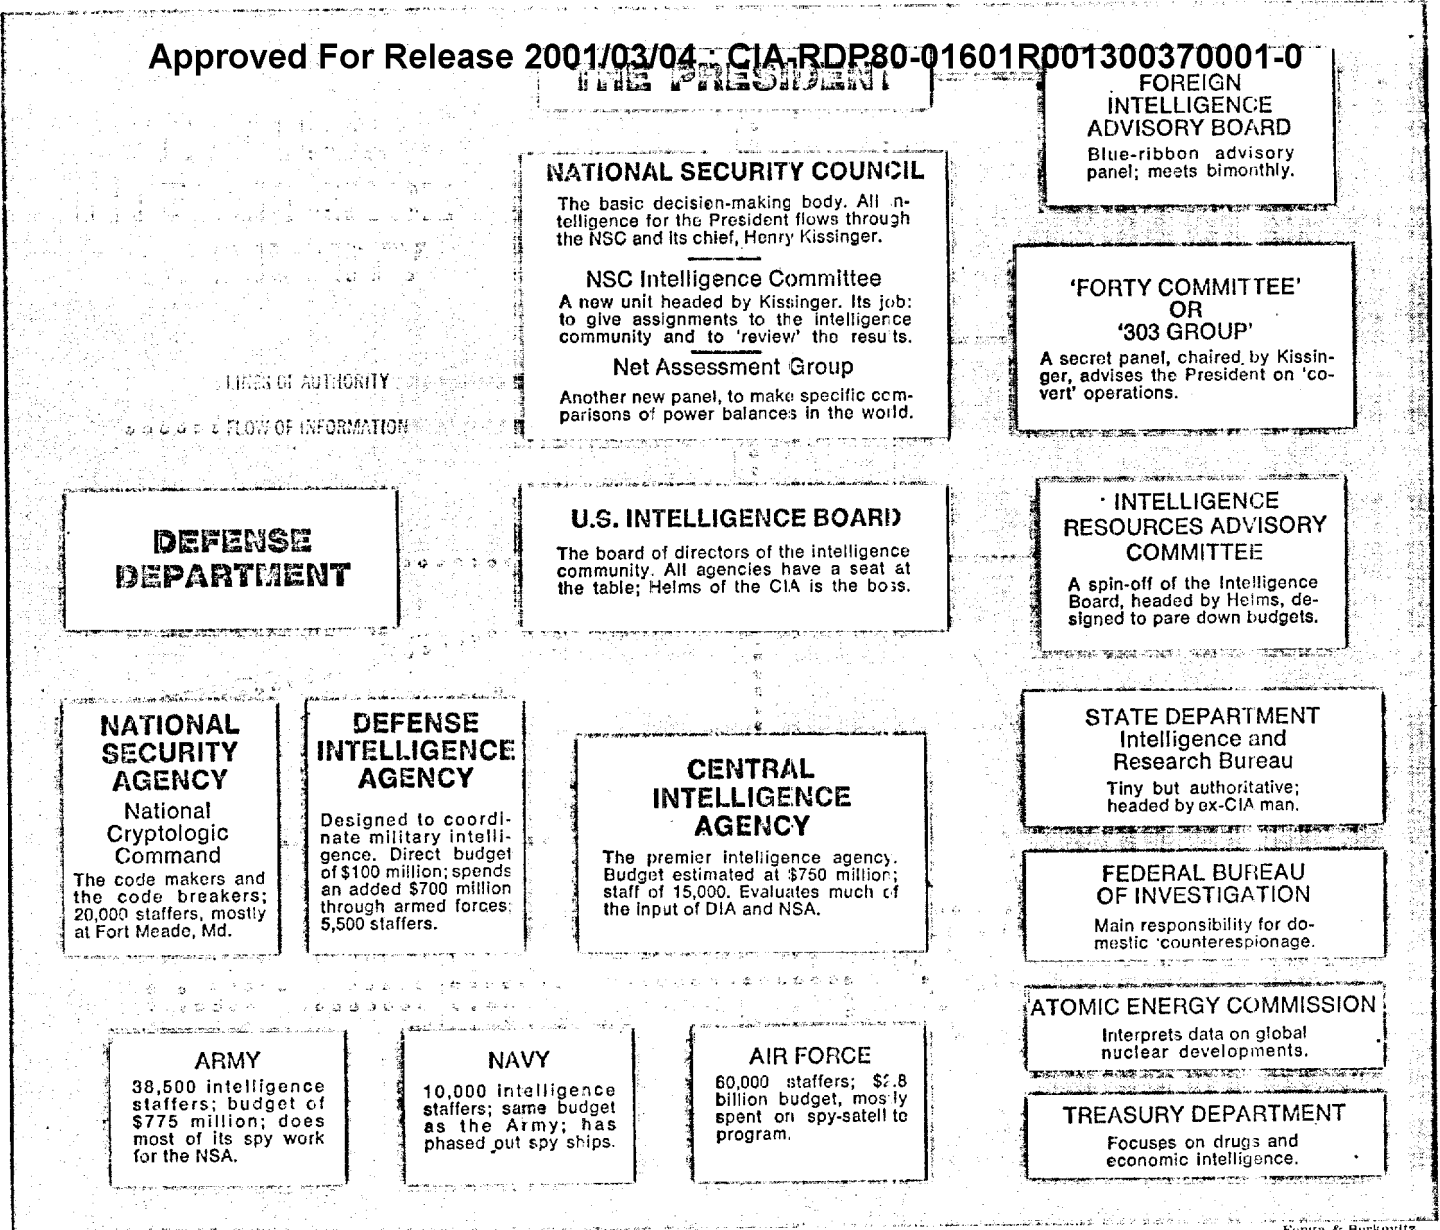 Approved For Release 2001/03/04 : CIA-RDP80-01601R001300370001-0
THE PRESIDENT
FOREIGN
INTELLIGENCE
ADVISORY BOARD
Blue-ribbon advisory
panel; meets bimonthly.
NATIONAL SECURITY COUNCIL
The basic decision-making body. All in-
telligence for the President flows through
the NSC and its chief, Henry Kissinger.
NSC Intelligence Committee
A new unit headed by Kissinger. Its job:
to give assignments to the intelligence
community and to 'review' the results.
Net Assessment Group
Another new panel, to make specific com-
parisons of power balances in the world.
'FORTY COMMITTEE'
OR
'303 GROUP'
A secret panel, chaired by Kissin-
ger, advises the President on 'co-
vert' operations.
LINES OF AUTHORITY
FLOW OF INFORMATION
DEFENSE
DEPARTMENT
U.S. INTELLIGENCE BOARD
The board of directors of the intelligence
community. All agencies have a seat at
the table; Helms of the CIA is the boss.
INTELLIGENCE
RESOURCES ADVISORY
COMMITTEE
A spin-off of the Intelligence
Board, headed by Helms, de-
signed to pare down budgets.
NATIONAL
SECURITY
AGENCY
National
Cryptologic
Command
The code makers and
the code breakers;
20,000 staffers, mostly
at Fort Meade, Md.
DEFENSE
INTELLIGENCE
AGENCY
Designed to coordi-
nate military intelli-
gence. Direct budget
of $100 million; spends
an added $700 million
through armed forces;
5,500 staffers.
CENTRAL
INTELLIGENCE
AGENCY
The premier intelligence agency.
Budget estimated at $750 million;
staff of 15,000. Evaluates much of
the input of DIA and NSA.
STATE DEPARTMENT
Intelligence and
Research Bureau
Tiny but authoritative;
headed by ex-CIA man.
FEDERAL BUREAU
OF INVESTIGATION
Main responsibility for do-
mestic counterespionage.
ATOMIC ENERGY COMMISSION
Interprets data on global
nuclear developments.
TREASURY DEPARTMENT
Focuses on drugs and
economic intelligence.
ARMY
38,500 intelligence
staffers; budget of
$775 million; does
most of its spy work
for the NSA.
NAVY
10,000 intelligence
staffers; same budget
as the Army; has
phased out spy ships.
AIR FORCE
60,000 staffers;
billion budget, mostly
spent on spy-satellite
program.